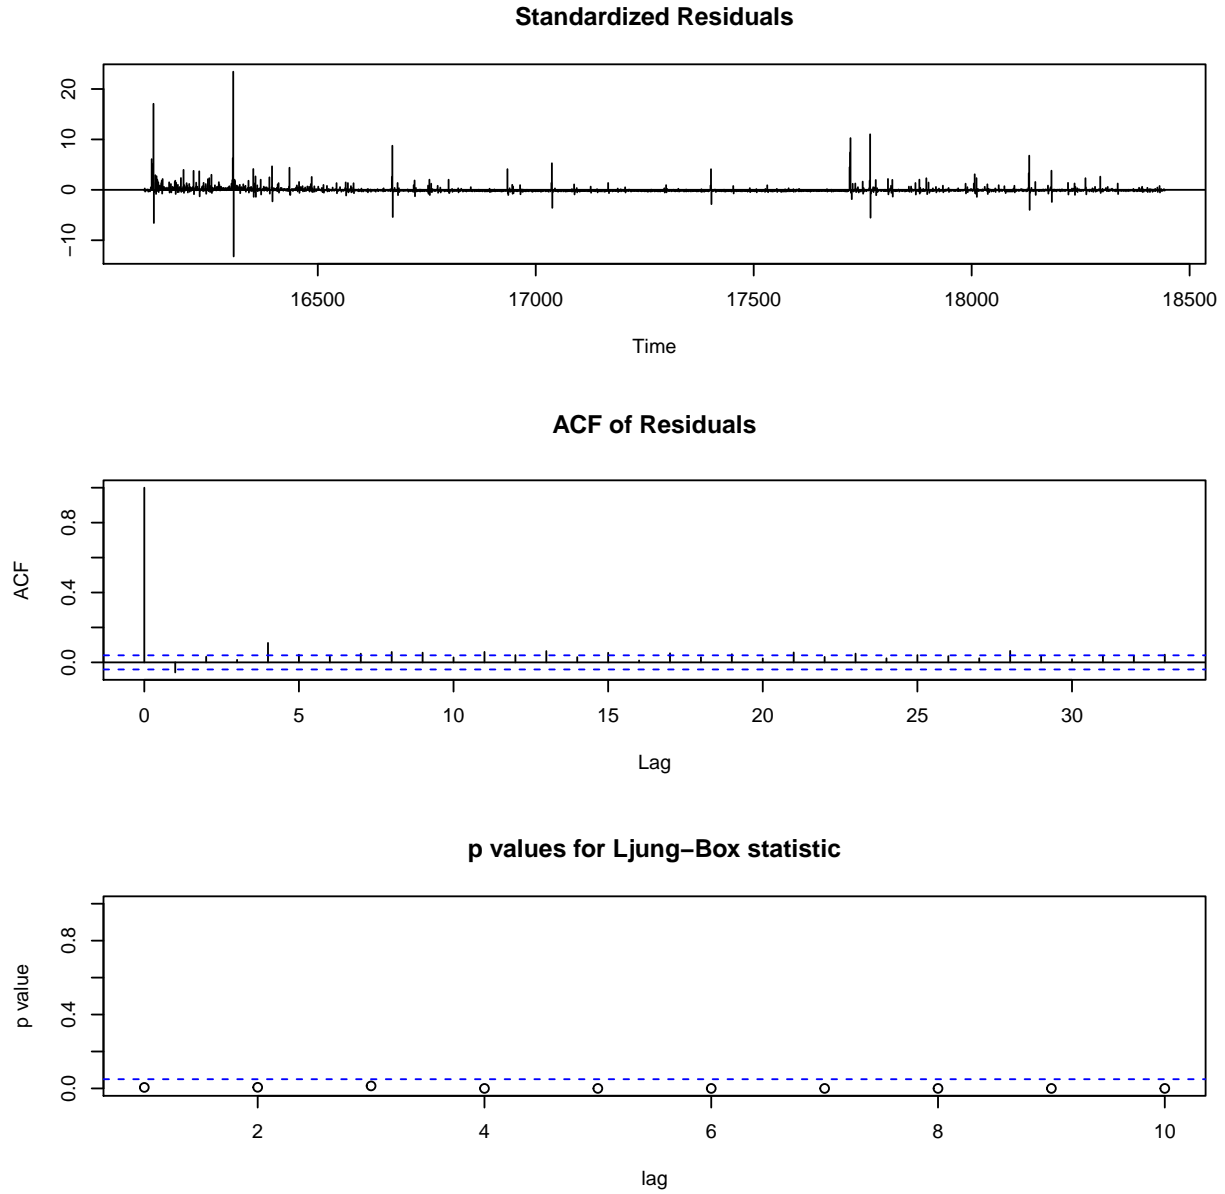 Standardized Residuals
20
10
0
−10
16500 17000 17500 18000 18500
Time
ACF of Residuals
ACF
0.8
0.4
0.0
0 5 10 15 20 25 30
Lag
p values for Ljung−Box statistic
p value
0.8
0.4
0.0
2 4 6 8 10
lag